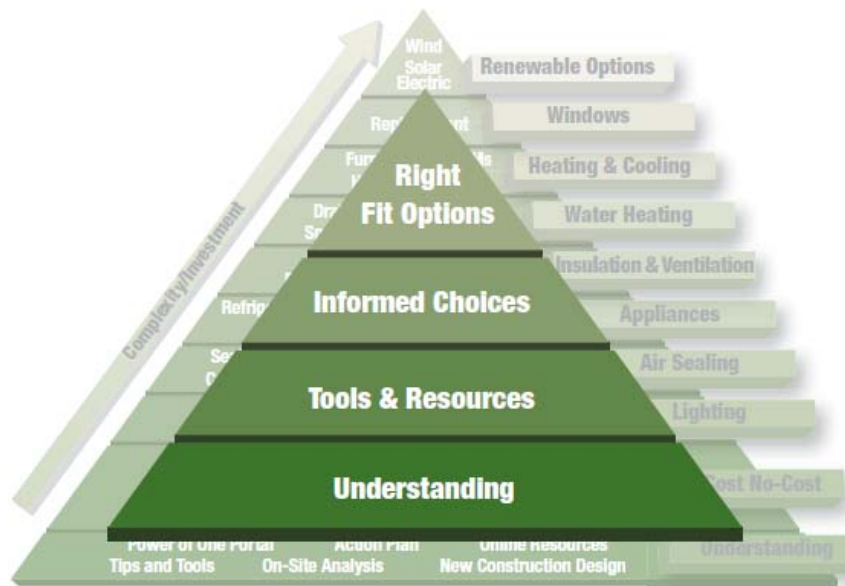 Wind
Solar
Electric
Renewable Options
Windows
Heating & Cooling
Water Heating
Insulation & Ventilation
Appliances
Air Sealing
Lighting
Cost No-Cost
Understanding
Complexity/Investment
Right
Fit Options
Informed Choices
Tools & Resources
Understanding
Power of One Portal Action Plan Online Resources
Tips and Tools On-Site Analysis New Construction Design